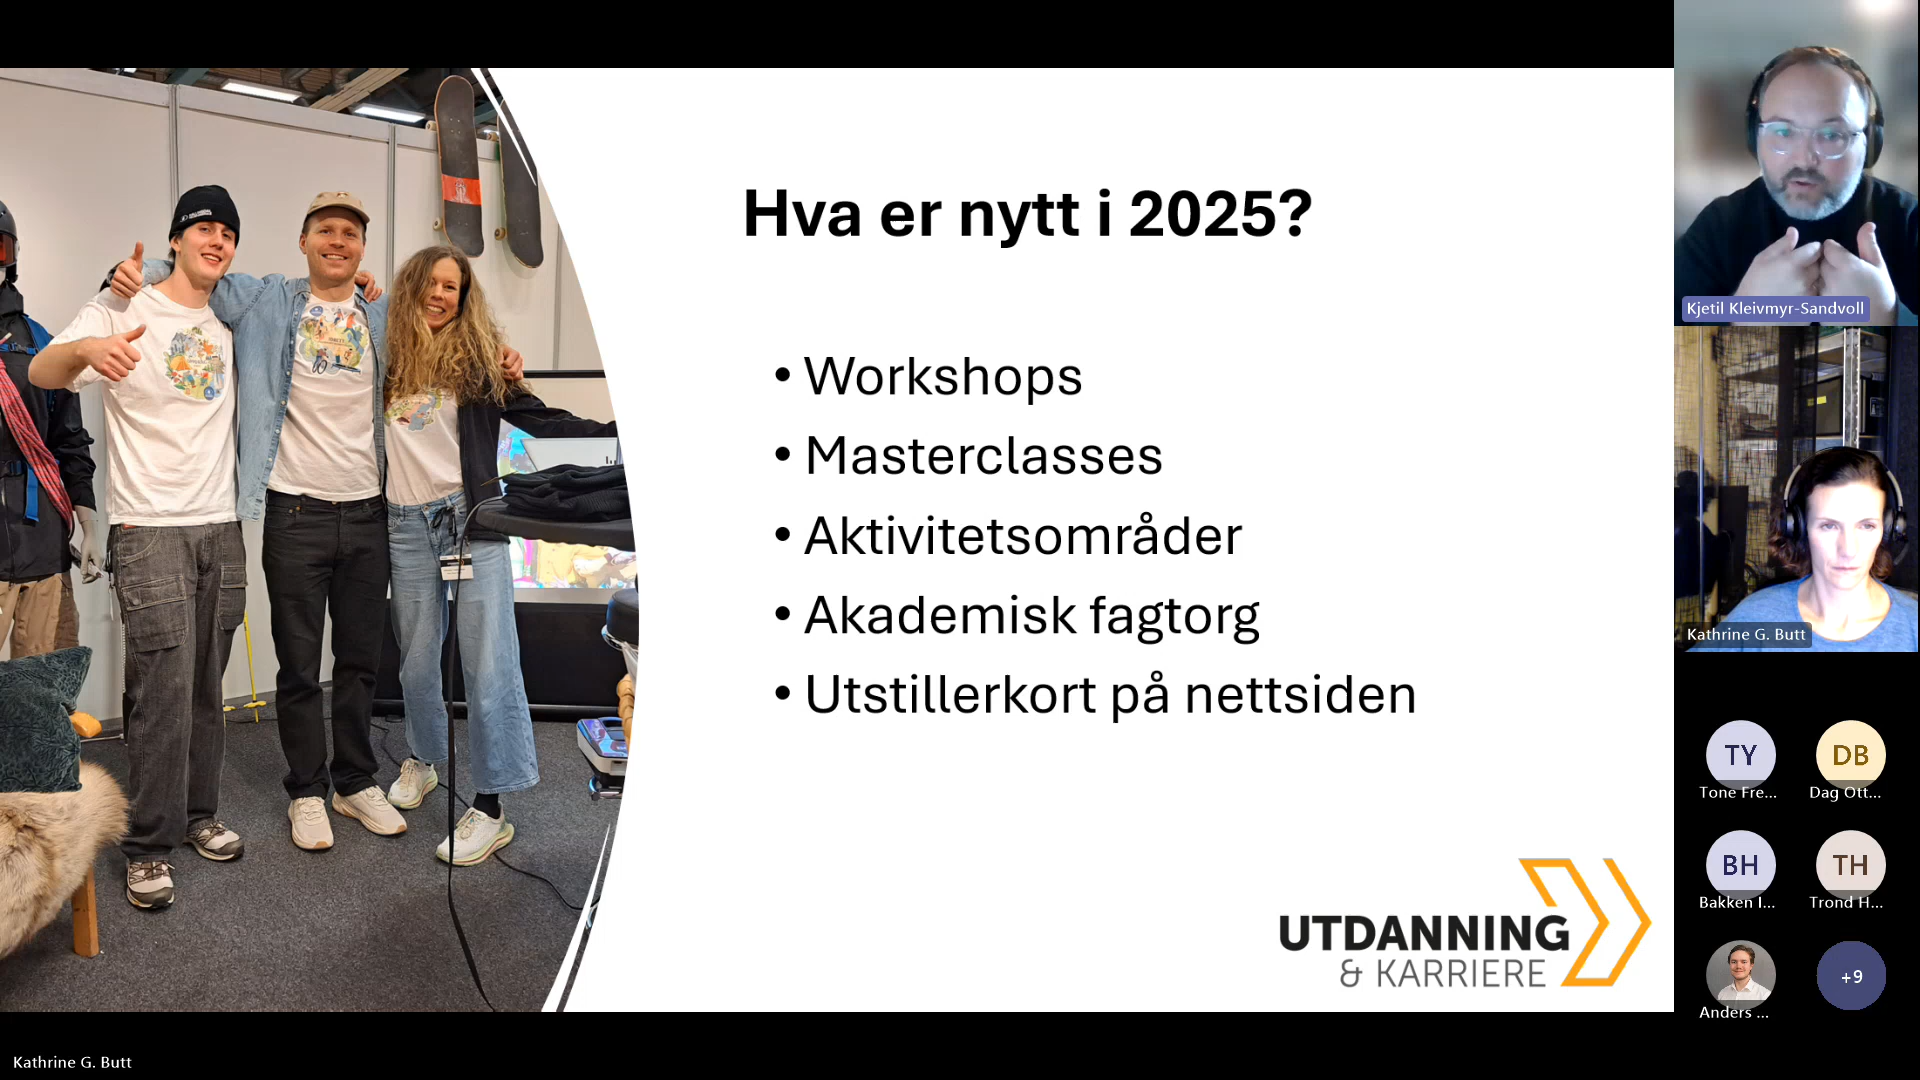 Hva er nytt i 2025?
• Workshops
• Masterclasses
• Aktivitetsområder
• Akademisk fagtorg
• Utstillerkort på nettsiden
UTDANNING
& KARRIERE
Kjetil Kleivmyr-Sandvoll
Kathrine G. Butt
TY
Tone Fre...
DB
Dag Ott...
BH
Bakken I...
TH
Trond H...
Anders ...
+9
Kathrine G. Butt